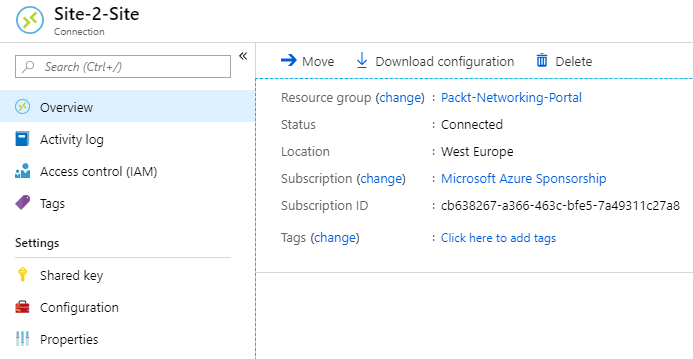 Site-2-Site
Connection
Search (Ctrl+/)
«
Overview
Activity log
Access control (IAM)
Tags
Settings
Shared key
Configuration
Properties
Move Download configuration Delete
Resource group (change) : Packt-Networking-Portal
Status : Connected
Location : West Europe
Subscription (change) : Microsoft Azure Sponsorship
Subscription ID : cb638267-a366-463c-bfe5-7a49311c27a8
Tags (change) : Click here to add tags